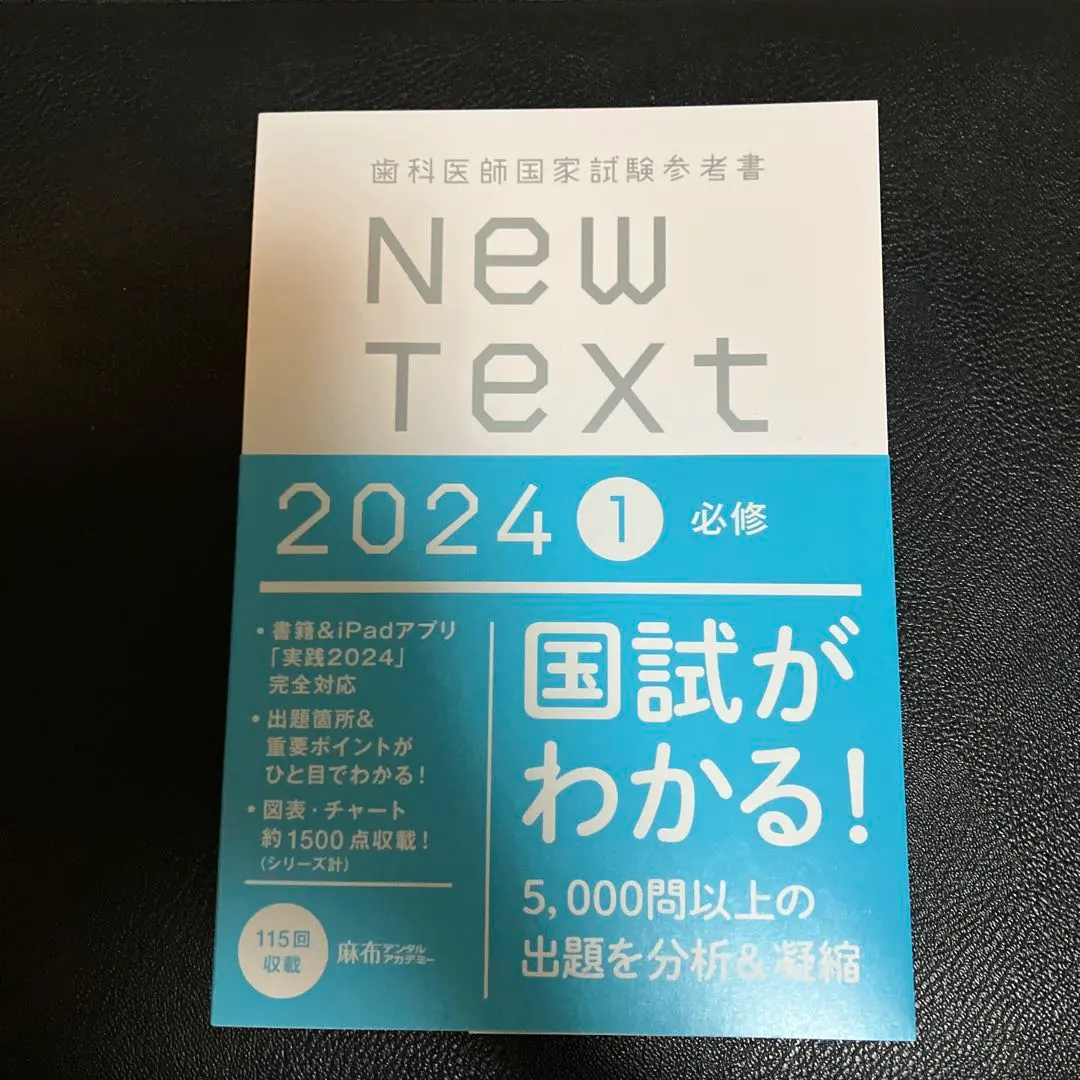 歯科医師国家試験参考書
New
Text
2024 1 必修
・書籍&iPadアプリ
「実践2024」
完全対応
・出題箇所&
重要ポイントが
ひと目でわかる!
・図表・チャート
約1500点収載!
(シリーズ計)
115回
収載
麻布デンタル
アカデミー
国試が
わかる!
5,000問以上の
出題を分析&凝縮